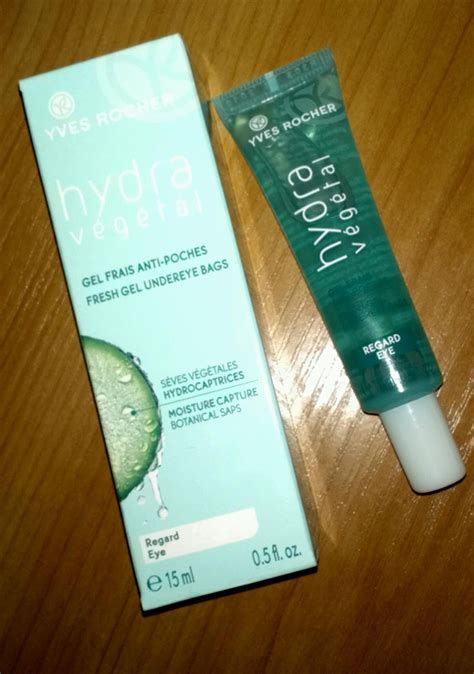 YVES ROCHER
hydra
végétal
GEL FRAIS ANTI-POCHES
FRESH GEL UNDEREYE BAGS
SÈVES VÉGÉTALES
HYDROCAPTRICES
MOISTURE CAPTURE
BOTANICAL SAPS
Regard
Eye
e 15 ml
0.5 fl. oz.
YVES ROCHER
hydra
végétal
REGARD
EYE